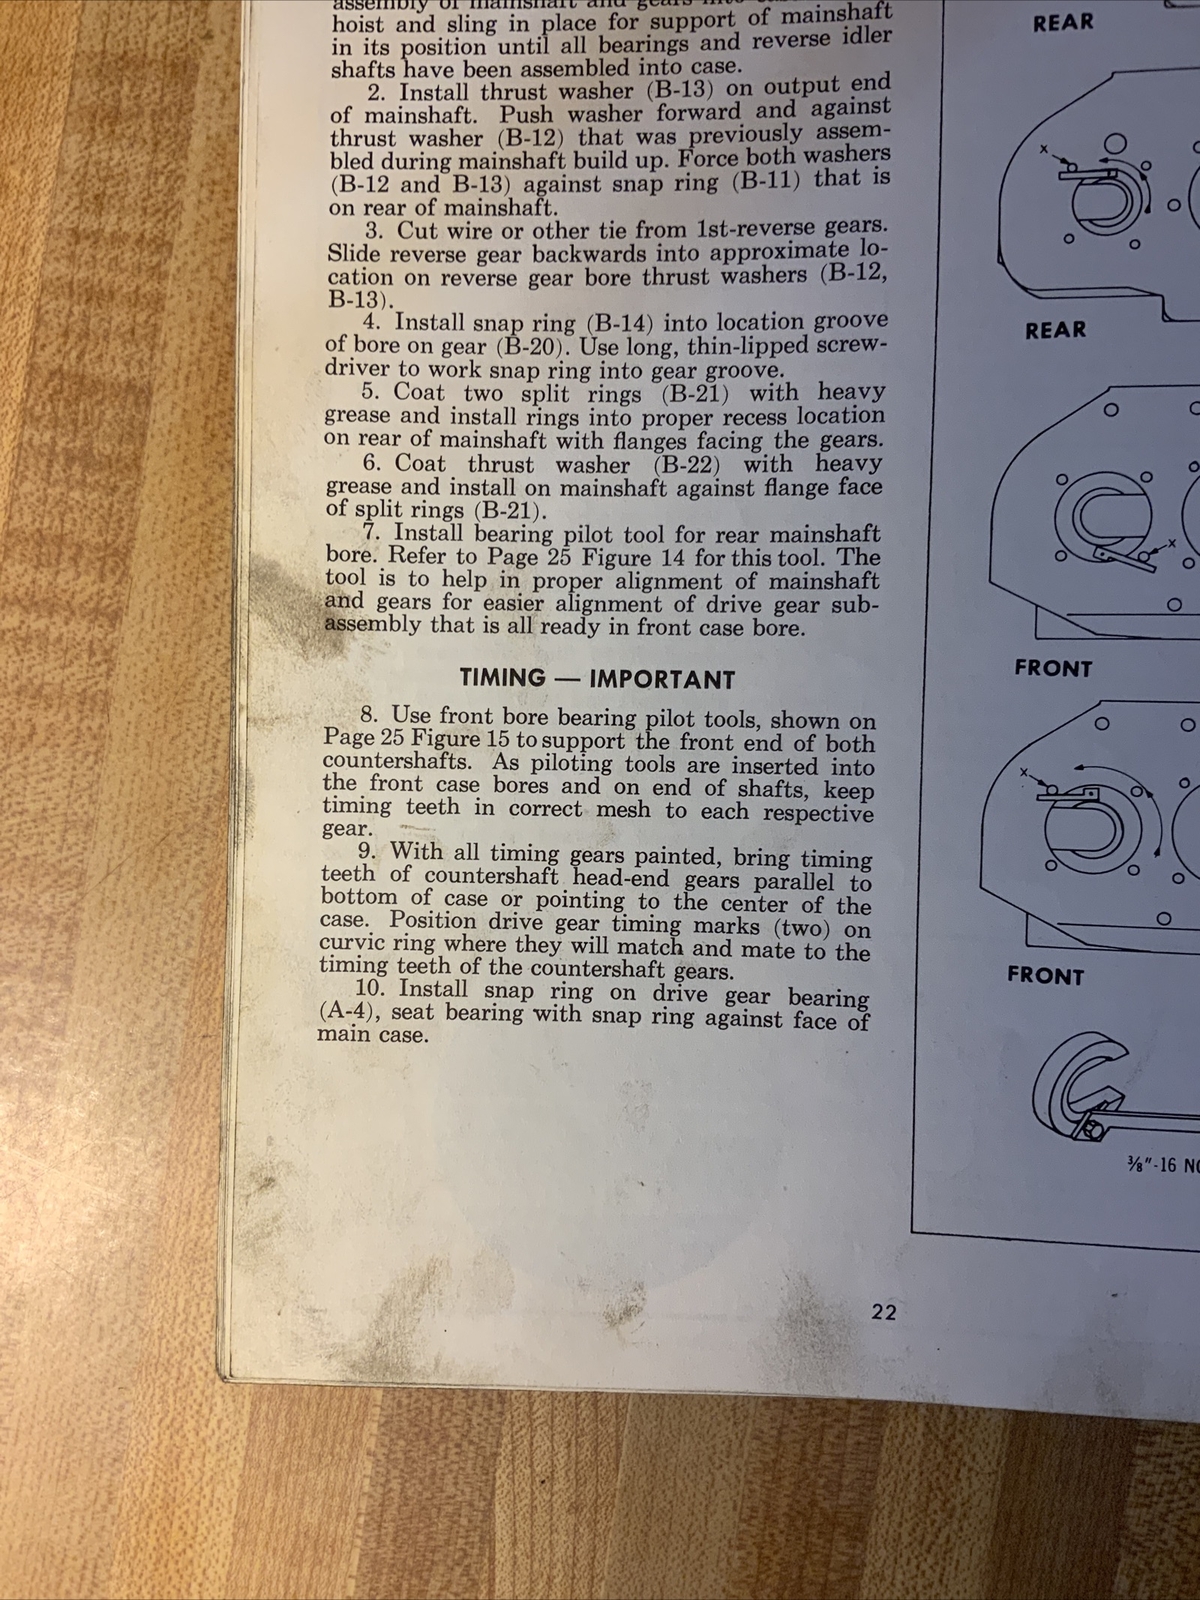 assembly of mainshaft and gears into
hoist and sling in place for support of mainshaft
in its position until all bearings and reverse idler
shafts have been assembled into case.
2. Install thrust washer (B-13) on output end
of mainshaft. Push washer forward and against
thrust washer (B-12) that was previously assem-
bled during mainshaft build up. Force both washers
(B-12 and B-13) against snap ring (B-11) that is
on rear of mainshaft.
3. Cut wire or other tie from 1st-reverse gears.
Slide reverse gear backwards into approximate lo-
cation on reverse gear bore thrust washers (B-12,
B-13).
4. Install snap ring (B-14) into location groove
of bore on gear (B-20). Use long, thin-lipped screw-
driver to work snap ring into gear groove.
5. Coat two split rings (B-21) with heavy
grease and install rings into proper recess location
on rear of mainshaft with flanges facing the gears.
6. Coat thrust washer (B-22) with heavy
grease and install on mainshaft against flange face
of split rings (B-21).
7. Install bearing pilot tool for rear mainshaft
bore. Refer to Page 25 Figure 14 for this tool. The
tool is to help in proper alignment of mainshaft
and gears for easier alignment of drive gear sub-
assembly that is all ready in front case bore.
TIMING — IMPORTANT
8. Use front bore bearing pilot tools, shown on
Page 25 Figure 15 to support the front end of both
countershafts. As piloting tools are inserted into
the front case bores and on end of shafts, keep
timing teeth in correct mesh to each respective
gear.
9. With all timing gears painted, bring timing
teeth of countershaft head-end gears parallel to
bottom of case or pointing to the center of the
case. Position drive gear timing marks (two) on
curvic ring where they will match and mate to the
timing teeth of the countershaft gears.
10. Install snap ring on drive gear bearing
(A-4), seat bearing with snap ring against face of
main case.
REAR
X
REAR
X
FRONT
X
FRONT
3/8"-16 NC
22